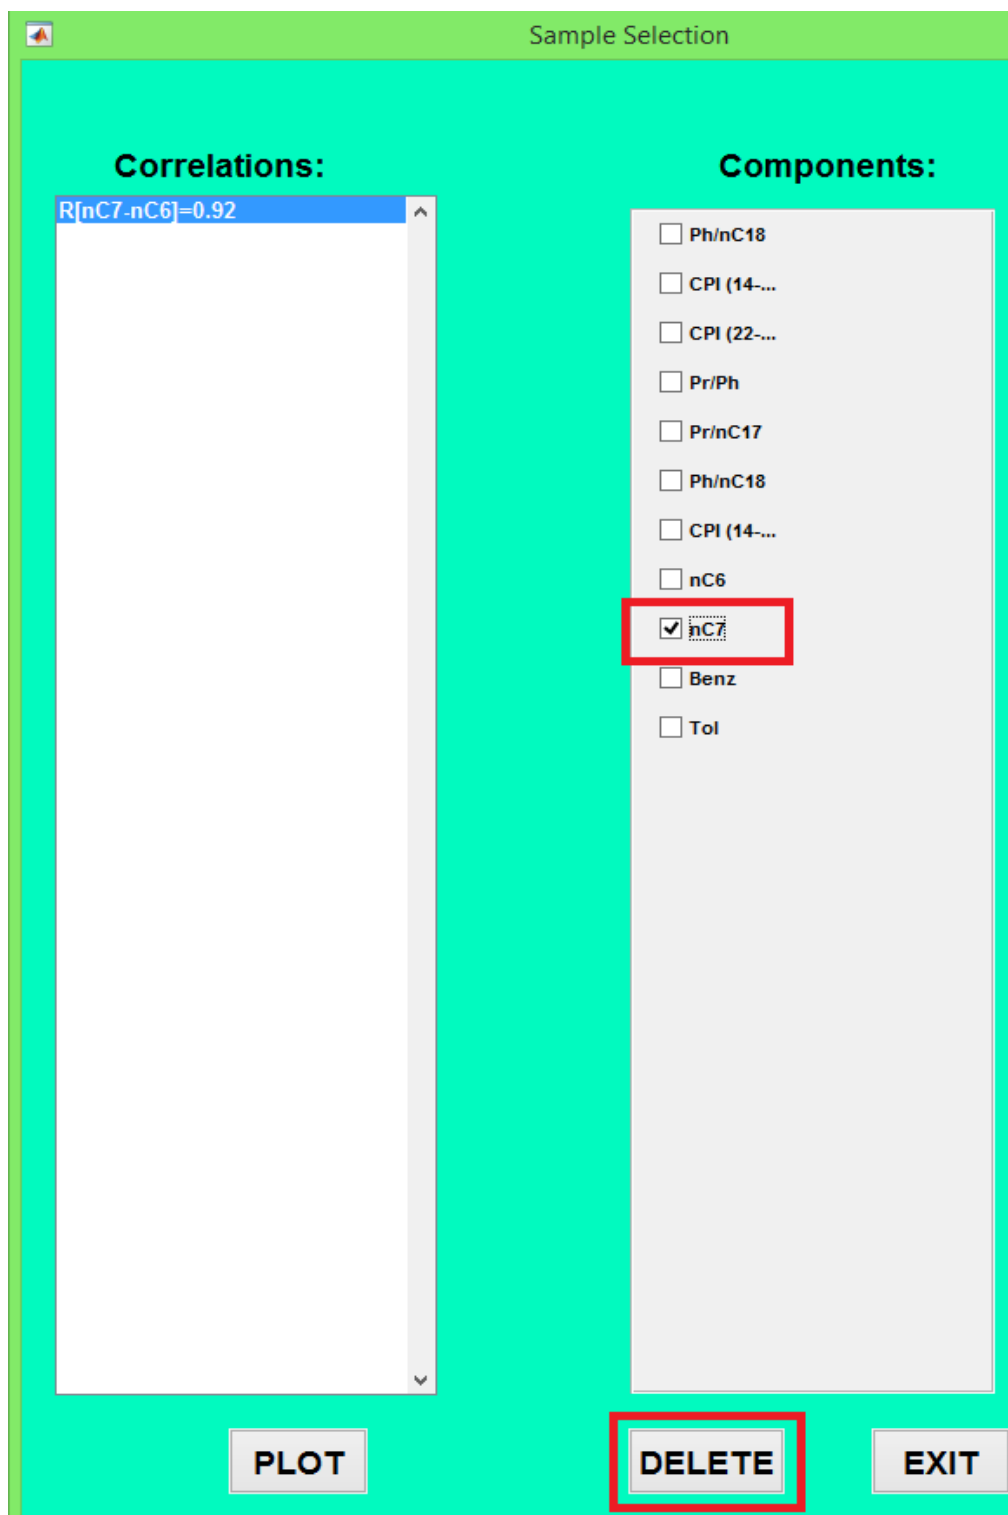 Sample Selection
Correlations:
Components:
R[nC7-nC6]=0.92
Ph/nC18
CPI (14-...
CPI (22-...
Pr/Ph
Pr/nC17
Ph/nC18
CPI (14-...
nC6
nC7
Benz
Tol
PLOT
DELETE
EXIT